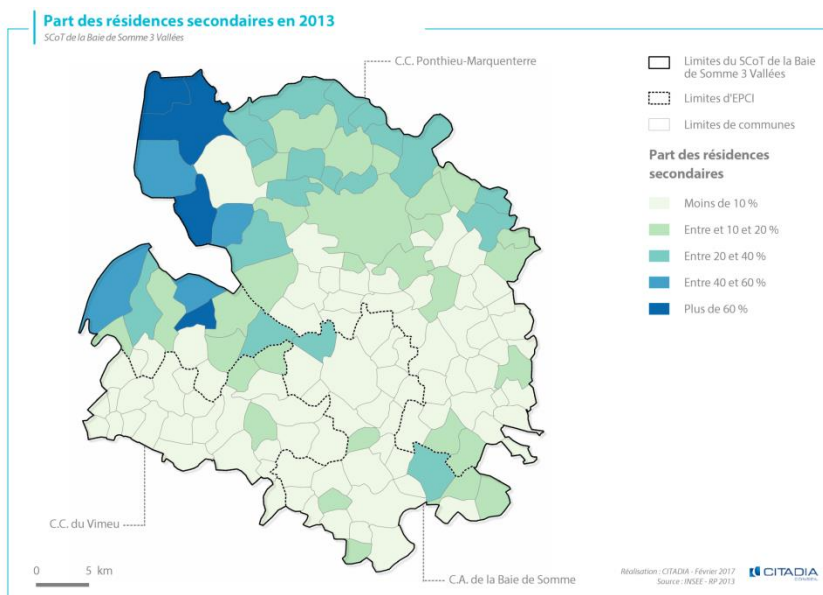 Part des résidences secondaires en 2013
SCoT de la Baie de Somme 3 Vallées
C.C. Ponthieu-Marquenterre
Limites du SCoT de la Baie
de Somme 3 Vallées
Limites d'EPCI
Limites de communes
Part des résidences
secondaires
Moins de 10 %
Entre et 10 et 20 %
Entre 20 et 40 %
Entre 40 et 60 %
Plus de 60 %
C.C. du Vimeu
C.A. de la Baie de Somme
0 5 km
Réalisation : CITADIA - Février 2017
Source : INSEE - RP 2013
CITADIA
CONSEIL